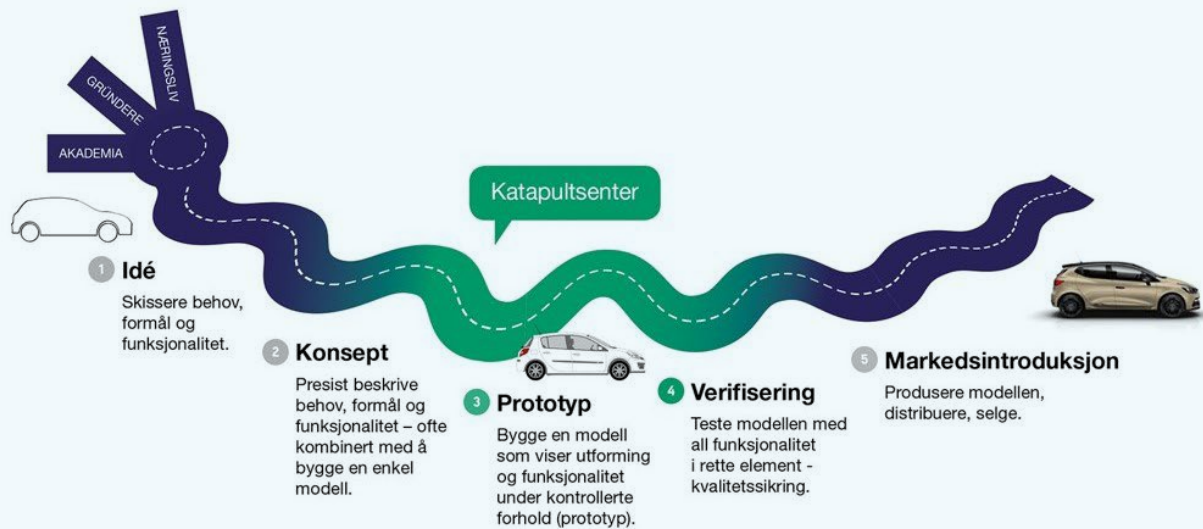 NÆRINGSLIV
GRÜNDERE
AKADEMIA
Katapultsenter
1 Idé
Skissere behov,
formål og
funksjonalitet.
2 Konsept
Presist beskrive
behov, formål og
funksjonalitet – ofte
kombinert med å
bygge en enkel
modell.
3 Prototyp
Bygge en modell
som viser utforming
og funksjonalitet
under kontrollerte
forhold (prototyp).
4 Verifisering
Teste modellen med
all funksjonalitet
i rette element -
kvalitetssikring.
5 Markedsintroduksjon
Produsere modellen,
distribuere, selge.